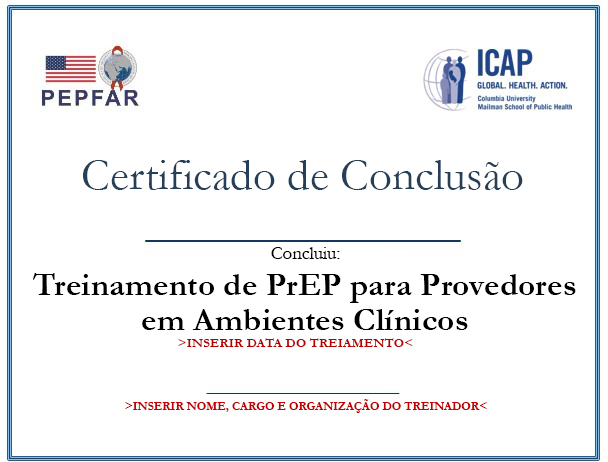 PEPFAR
ICAP
GLOBAL. HEALTH. ACTION.
Columbia University
Mailman School of Public Health
Certificado de Conclusão
Concluiu:
Treinamento de PrEP para Provedores
em Ambientes Clínicos
>INSERIR DATA DO TREIAMENTO<
>INSERIR NOME, CARGO E ORGANIZAÇÃO DO TREINADOR<